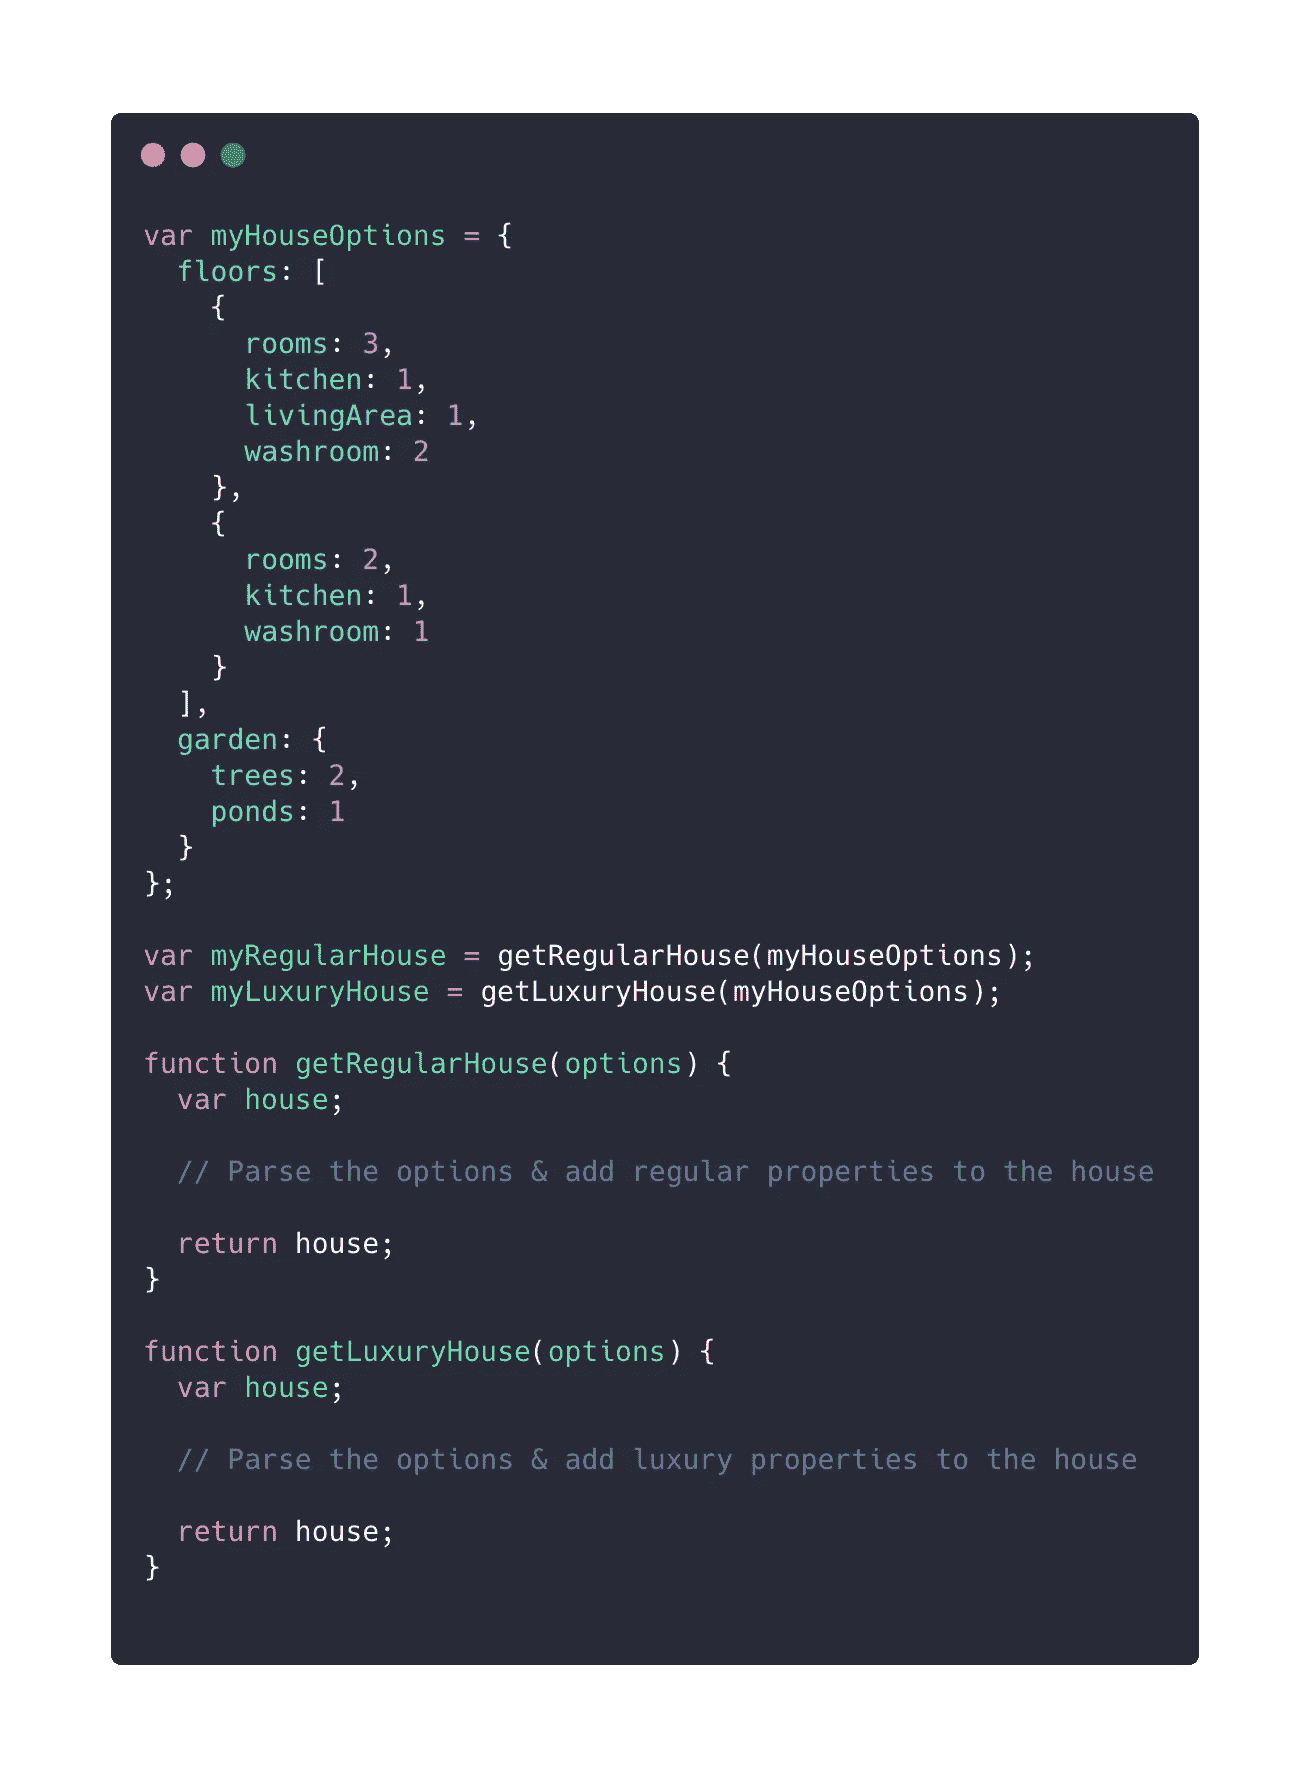 var myHouseOptions = {
  floors: [
    {
      rooms: 3,
      kitchen: 1,
      livingArea: 1,
      washroom: 2
    },
    {
      rooms: 2,
      kitchen: 1,
      washroom: 1
    }
  ],
  garden: {
    trees: 2,
    ponds: 1
  }
};

var myRegularHouse = getRegularHouse(myHouseOptions);
var myLuxuryHouse = getLuxuryHouse(myHouseOptions);

function getRegularHouse(options) {
  var house;

  // Parse the options & add regular properties to the house

  return house;
}

function getLuxuryHouse(options) {
  var house;

  // Parse the options & add luxury properties to the house

  return house;
}